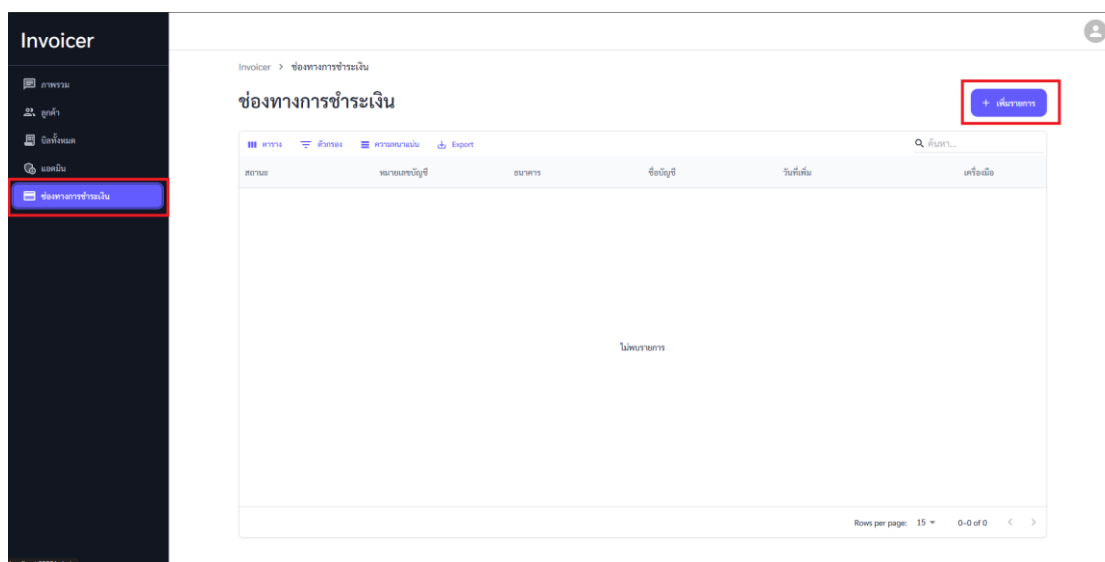 Invoicer
ภาพรวม
ลูกค้า
บิลทั้งหมด
แอดมิน
ช่องทางการชำระเงิน
Invoicer > ช่องทางการชำระเงิน
ช่องทางการชำระเงิน
+ เพิ่มรายการ
ตาราง ตัวกรอง ความหนาแน่น Export ค้นหา...
สถานะ หมายเลขบัญชี ธนาคาร ชื่อบัญชี วันที่เพิ่ม เครื่องมือ
ไม่พบรายการ
Rows per page: 15 0–0 of 0